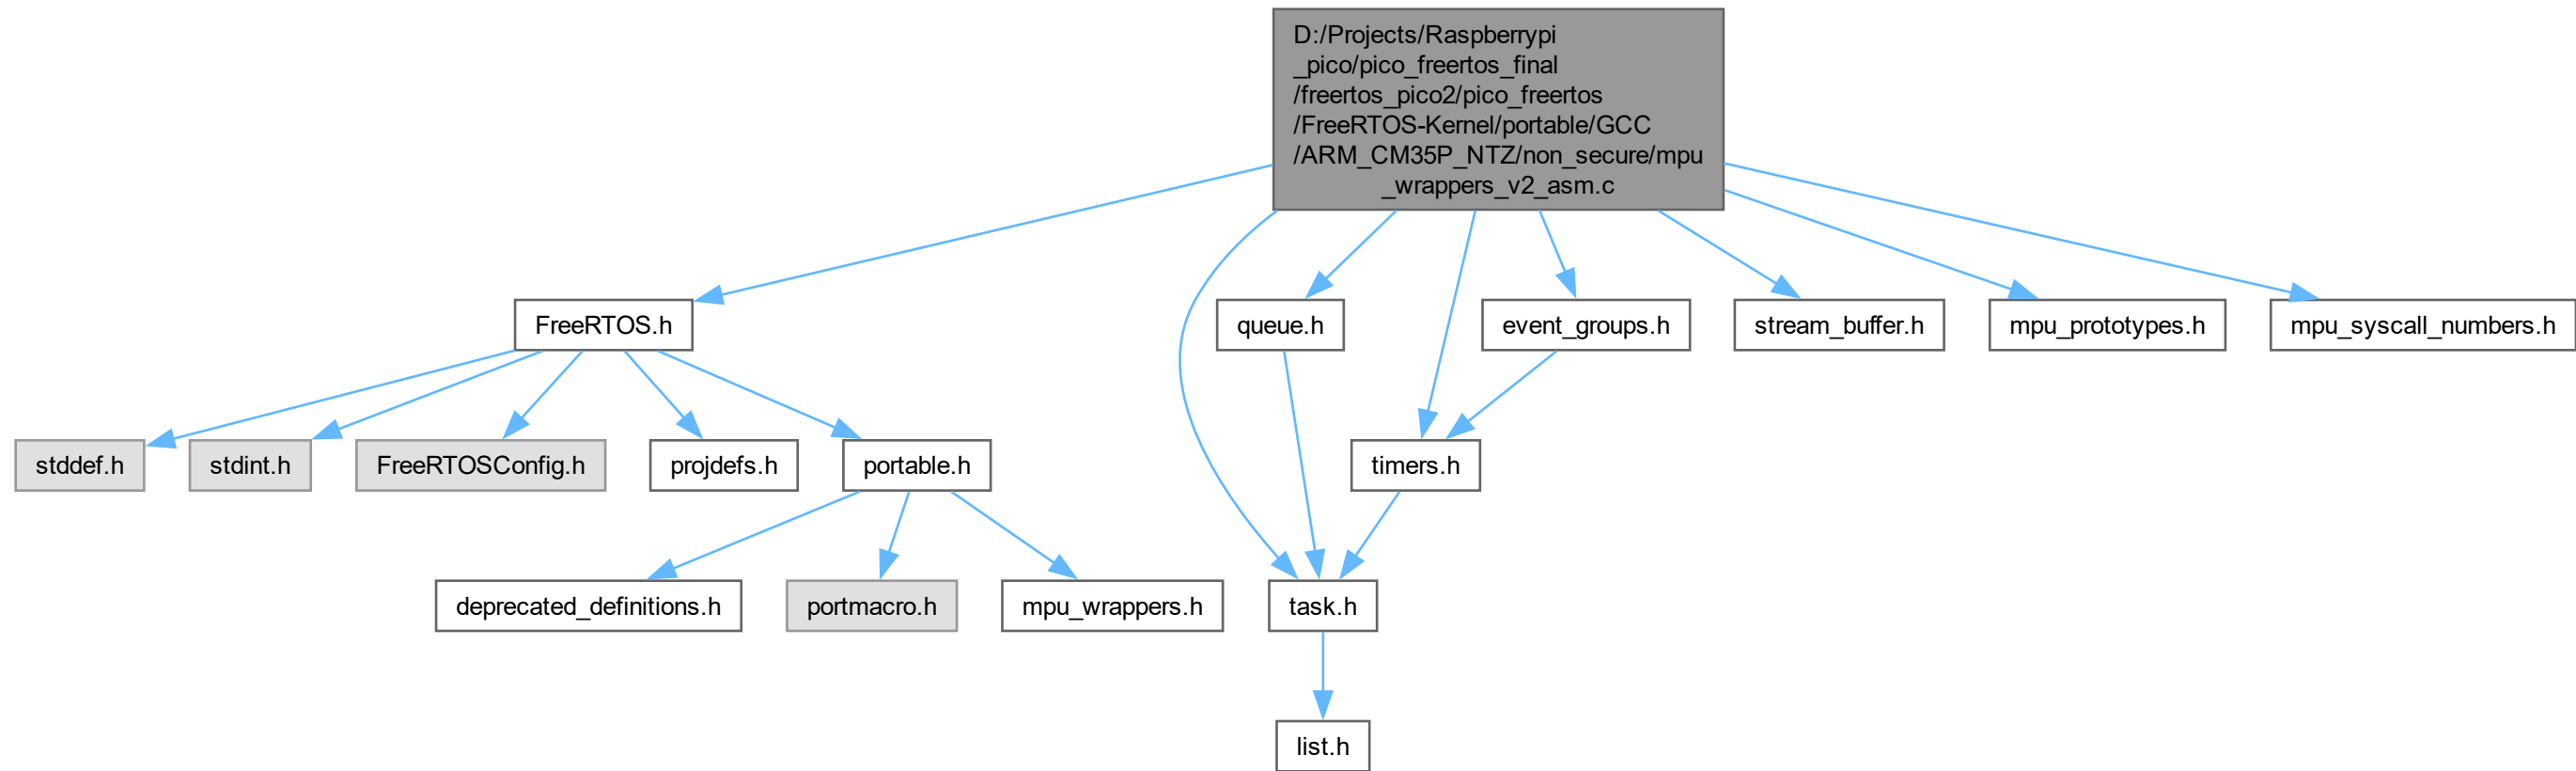 D:/Projects/Raspberrypi
_pico/pico_freertos_final
/freertos_pico2/pico_freertos
/FreeRTOS-Kernel/portable/GCC
/ARM_CM35P_NTZ/non_secure/mpu
_wrappers_v2_asm.c
FreeRTOS.h
queue.h
event_groups.h
stream_buffer.h
mpu_prototypes.h
mpu_syscall_numbers.h
stddef.h
stdint.h
FreeRTOSConfig.h
projdefs.h
portable.h
timers.h
deprecated_definitions.h
portmacro.h
mpu_wrappers.h
task.h
list.h